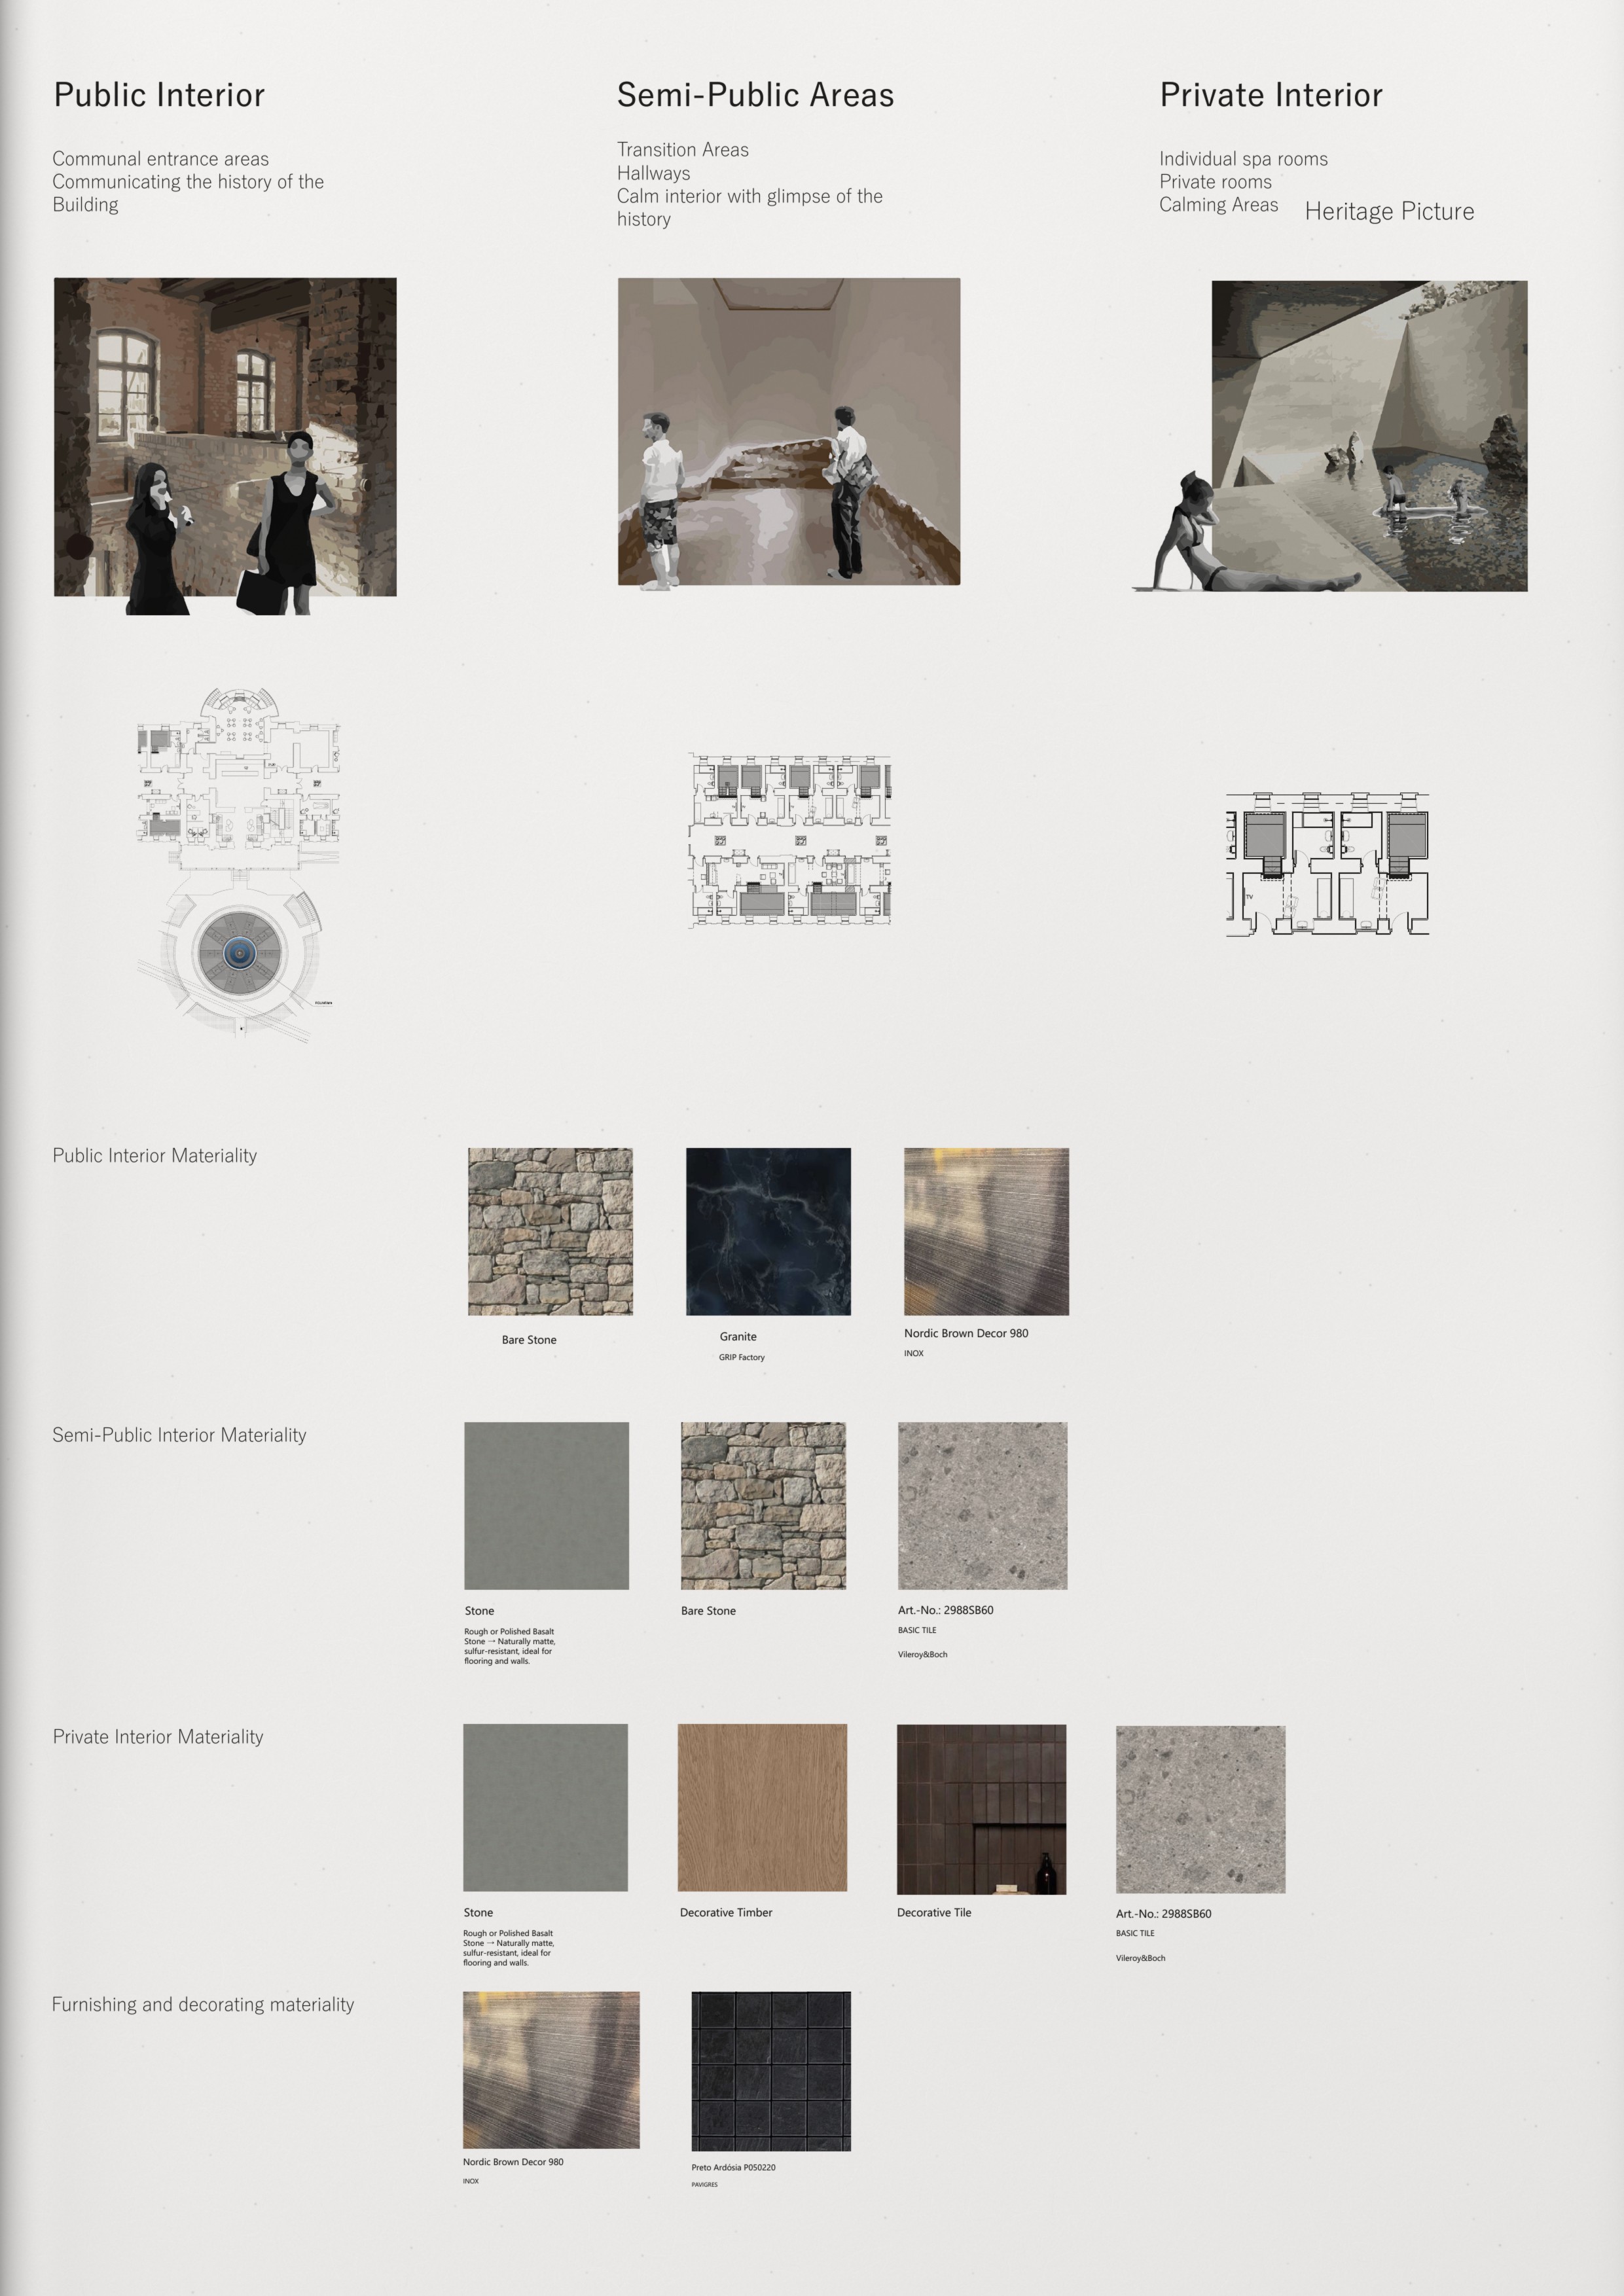 Public Interior
Communal entrance areas
Communicating the history of the
Building
Semi-Public Areas
Transition Areas
Hallways
Calm interior with glimpse of the
history
Private Interior
Individual spa rooms
Private rooms
Calming Areas
Heritage Picture
TV
Public Interior Materiality
Bare Stone
Granite
GRIP Factory
Nordic Brown Decor 980
INOX
Semi-Public Interior Materiality
Stone
Rough or Polished Basalt
Stone → Naturally matte,
sulfur-resistant, ideal for
flooring and walls.
Bare Stone
Art.-No.: 2988SB60
BASIC TILE
Vileroy&Boch
Private Interior Materiality
Stone
Rough or Polished Basalt
Stone → Naturally matte,
sulfur-resistant, ideal for
flooring and walls.
Decorative Timber
Decorative Tile
Art.-No.: 2988SB60
BASIC TILE
Vileroy&Boch
Furnishing and decorating materiality
Nordic Brown Decor 980
INOX
Preto Ardósia P050220
PAVIGRES